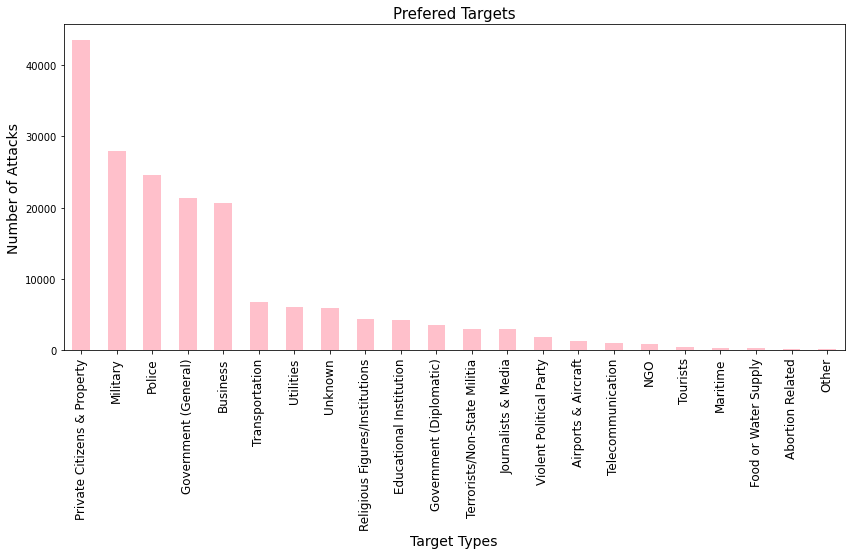 Prefered Targets
Number of Attacks
40000
30000
20000
10000
0
Private Citizens & Property
Military
Police
Government (General)
Business
Transportation
Utilities
Unknown
Religious Figures/Institutions
Educational Institution
Government (Diplomatic)
Terrorists/Non-State Militia
Journalists & Media
Violent Political Party
Airports & Aircraft
Telecommunication
NGO
Tourists
Maritime
Food or Water Supply
Abortion Related
Other
Target Types